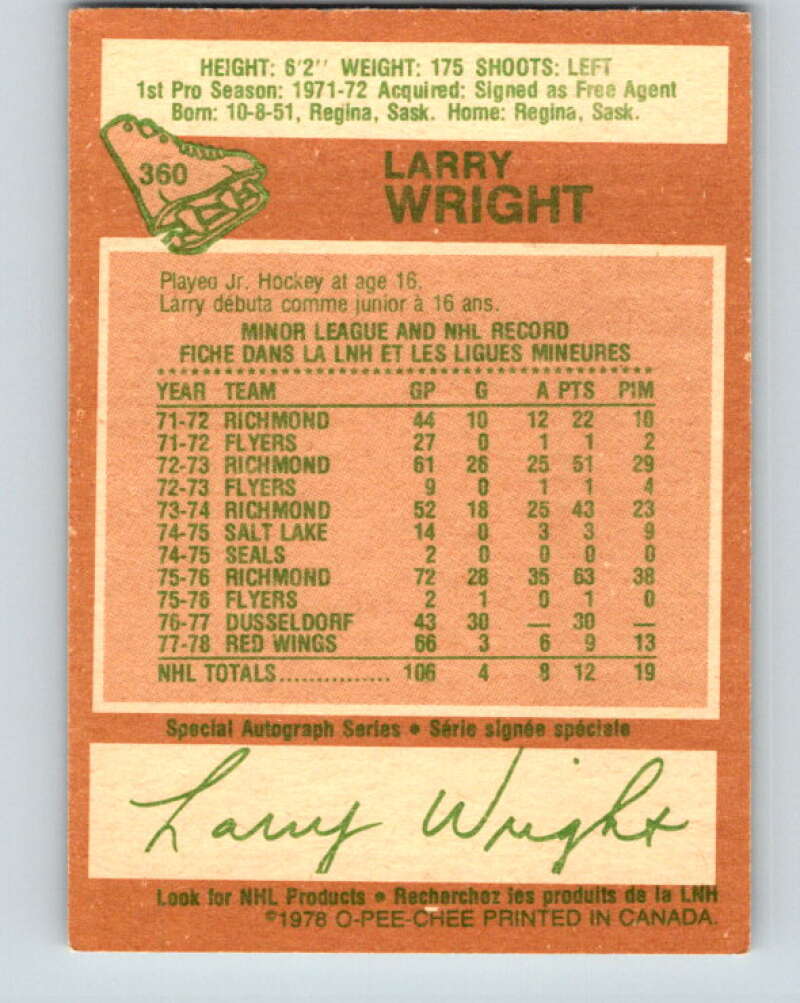 HEIGHT: 6'2'' WEIGHT: 175 SHOOTS: LEFT
1st Pro Season: 1971-72 Acquired: Signed as Free Agent
Born: 10-8-51, Regina, Sask. Home: Regina, Sask.
360
LARRY
WRIGHT
Played Jr. Hockey at age 16.
Larry débuta comme junior à 16 ans.
MINOR LEAGUE AND NHL RECORD
FICHE DANS LA LNH ET LES LIGUES MINEURES
YEAR TEAM GP G A PTS PIM
71-72 RICHMOND 44 10 12 22 10
71-72 FLYERS 27 0 1 1 2
72-73 RICHMOND 61 26 25 51 29
72-73 FLYERS 9 0 1 1 4
73-74 RICHMOND 52 18 25 43 23
74-75 SALT LAKE 14 0 3 3 9
74-75 SEALS 2 0 0 0 0
75-76 RICHMOND 72 28 35 63 38
75-76 FLYERS 2 1 0 1 0
76-77 DUSSELDORF 43 30 — 30 —
77-78 RED WINGS 66 3 6 9 13
NHL TOTALS.............. 106 4 8 12 19
Special Autograph Series • Série signée spéciale
Larry Wright
Look for NHL Products • Recherchez les produits de la LNH
©1978 O-PEE-CHEE PRINTED IN CANADA.